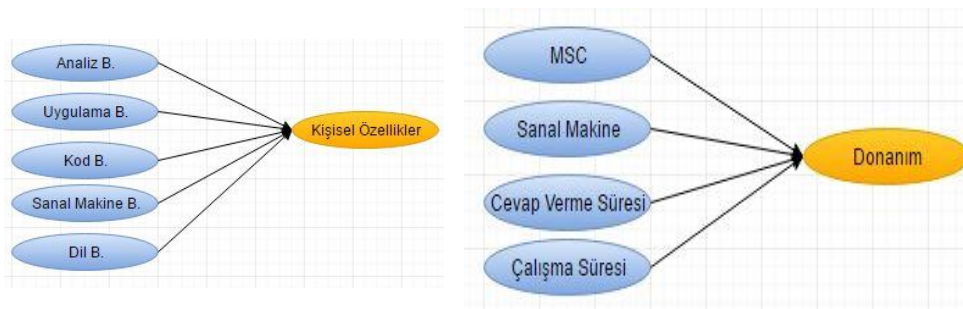 Analiz B.
Uygulama B.
Kod B.
Sanal Makine B.
Dil B.
Kişisel Özellikler
MSC
Sanal Makine
Cevap Verme Süresi
Çalışma Süresi
Donanım